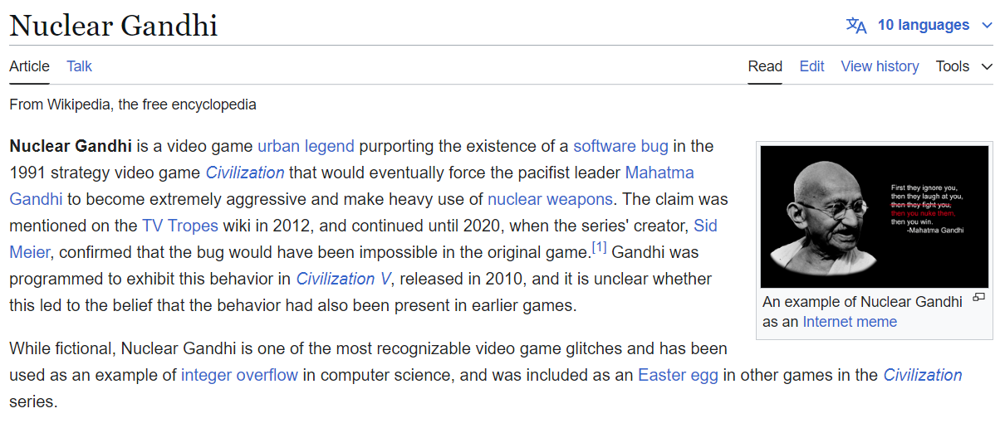 Nuclear Gandhi
10 languages
Article Talk
Read Edit View history Tools
From Wikipedia, the free encyclopedia
Nuclear Gandhi is a video game urban legend purporting the existence of a software bug in the
1991 strategy video game Civilization that would eventually force the pacifist leader Mahatma
Gandhi to become extremely aggressive and make heavy use of nuclear weapons. The claim was
mentioned on the TV Tropes wiki in 2012, and continued until 2020, when the series' creator, Sid
Meier, confirmed that the bug would have been impossible in the original game.[1] Gandhi was
programmed to exhibit this behavior in Civilization V, released in 2010, and it is unclear whether
this led to the belief that the behavior had also been present in earlier games.
First they ignore you,
then they laugh at you,
then they fight you,
then you nuke them,
then you win.
-Mahatma Gandhi
An example of Nuclear Gandhi
as an Internet meme
While fictional, Nuclear Gandhi is one of the most recognizable video game glitches and has been
used as an example of integer overflow in computer science, and was included as an Easter egg in other games in the Civilization
series.